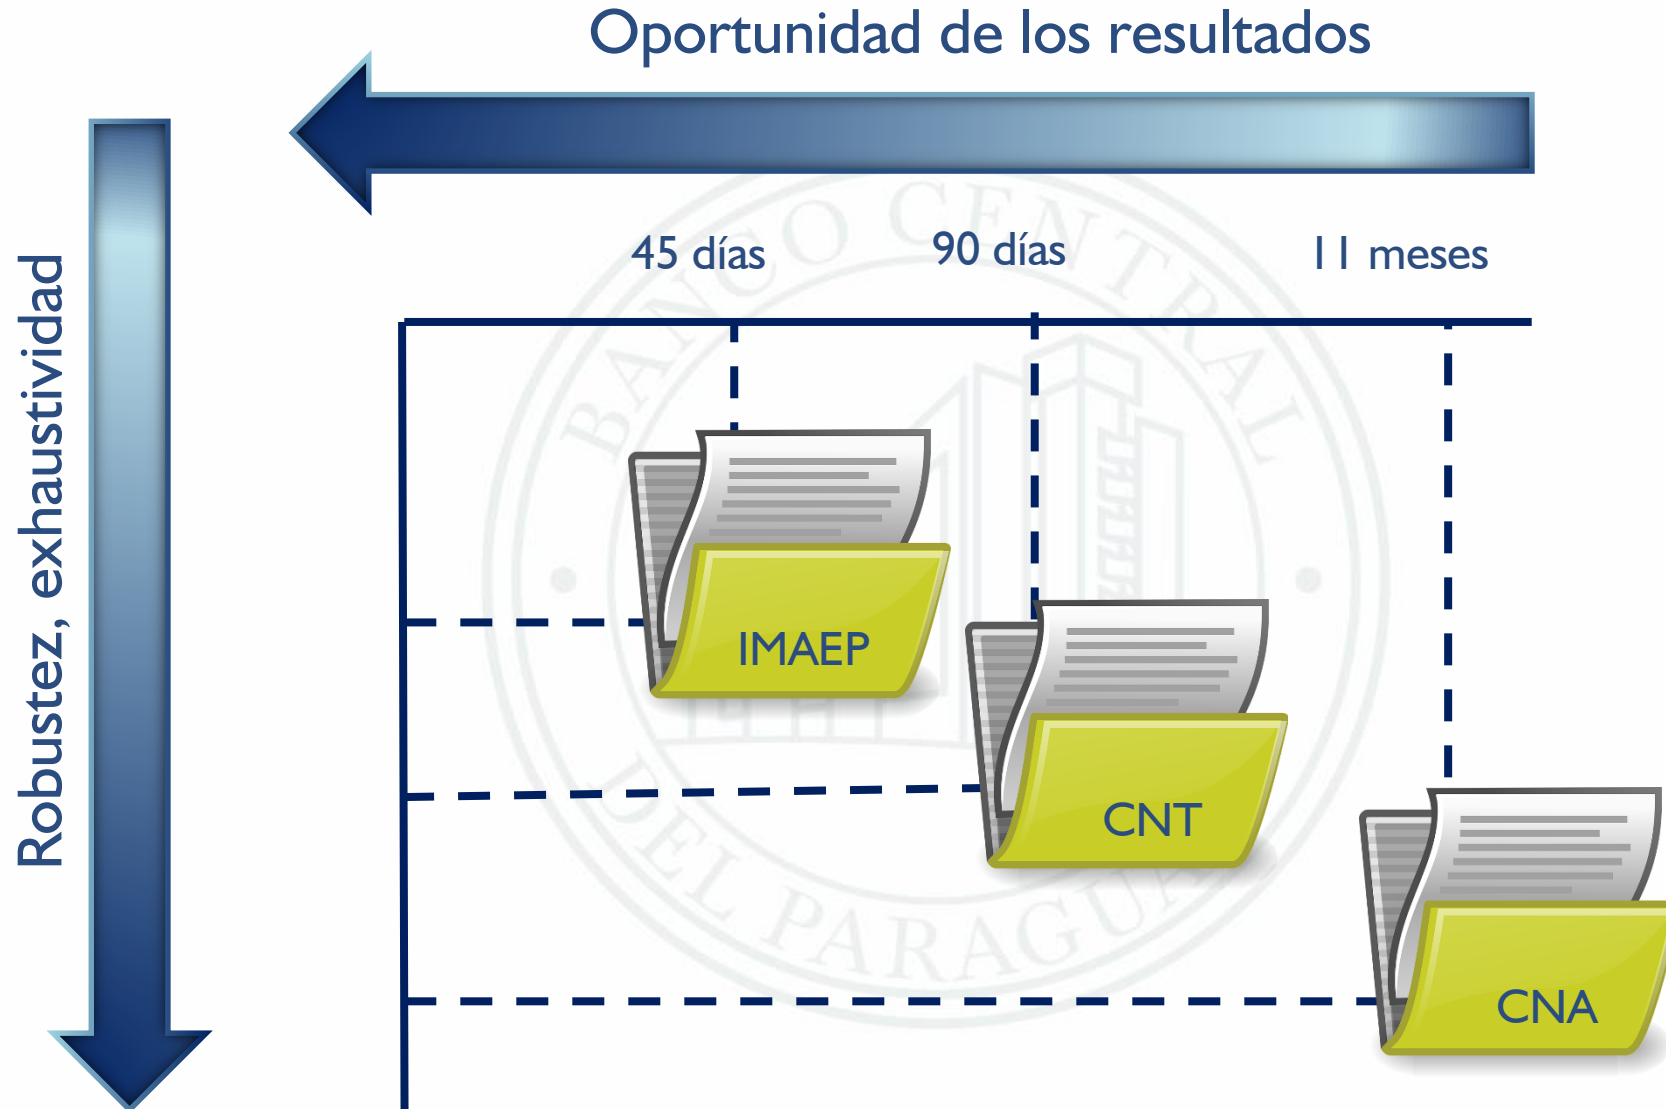 Oportunidad de los resultados
45 días
90 días
11 meses
Robustez, exhaustividad
BANCO CENTRAL
DEL PARAGUAY
IMAEP
CNT
CNA